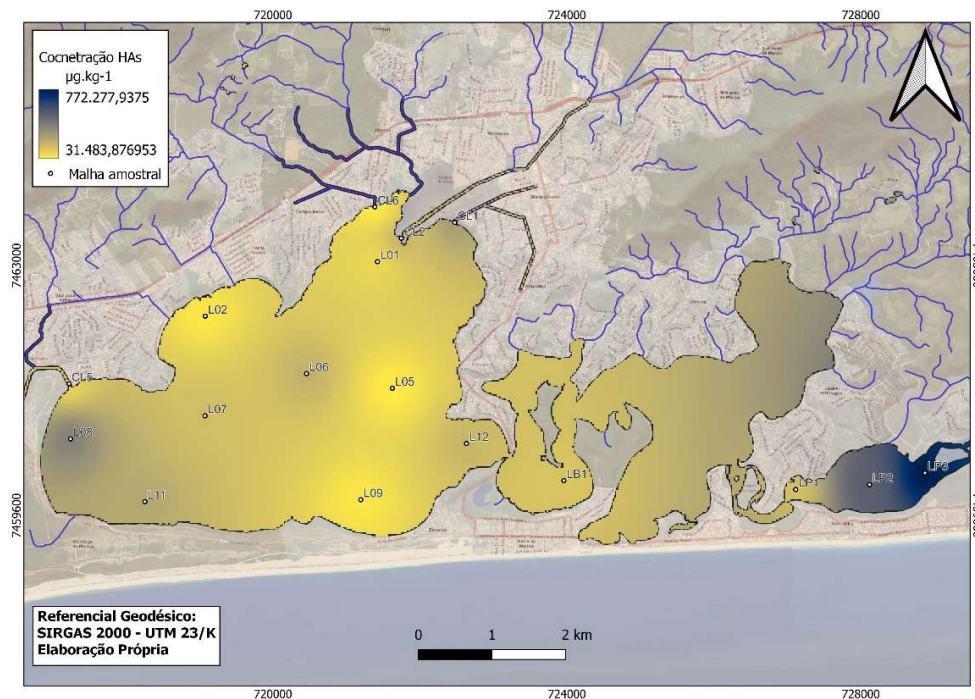 720000 724000 728000
Cocnetração HAs
µg.kg-1
772.277,9375
31.483,876953
Malha amostral
CL6
CL2
CL1
L01
7463000
L02
L06
L05
CL5
L07
L08
L12
LB1
LP3
LP2
LP1
L11
L09
7459600
Referencial Geodésico:
SIRGAS 2000 - UTM 23/K
Elaboração Própria
0 1 2 km
720000 724000 728000